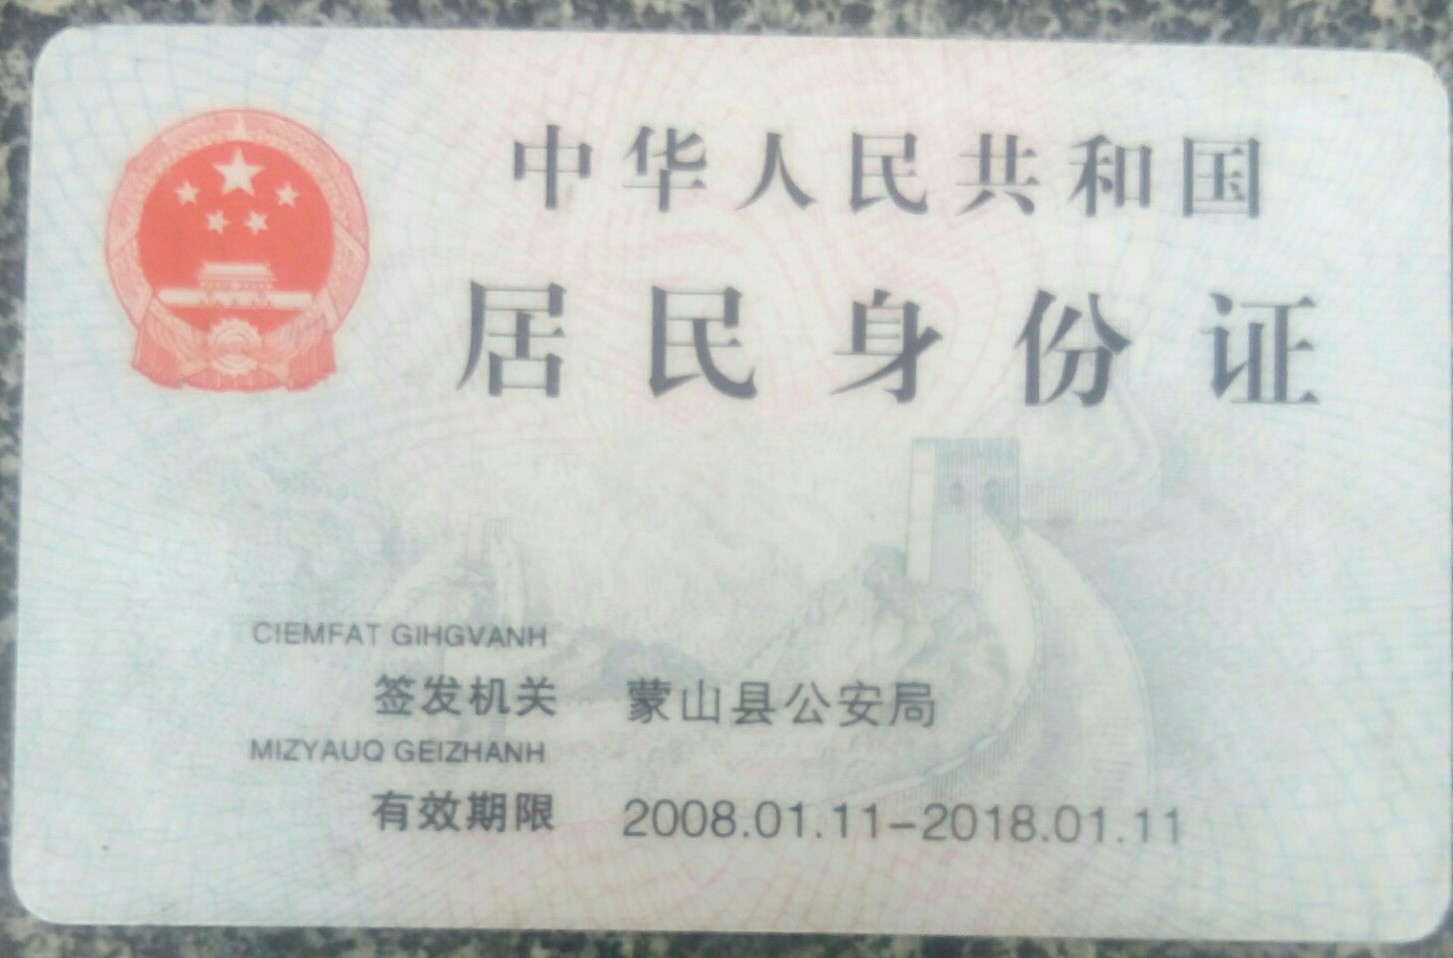 中华人民共和国
居民身份证
CIEMFAT GIHGVANH
签发机关 蒙山县公安局
MIZYAUQ GEIZHANH
有效期限 2008.01.11-2018.01.11